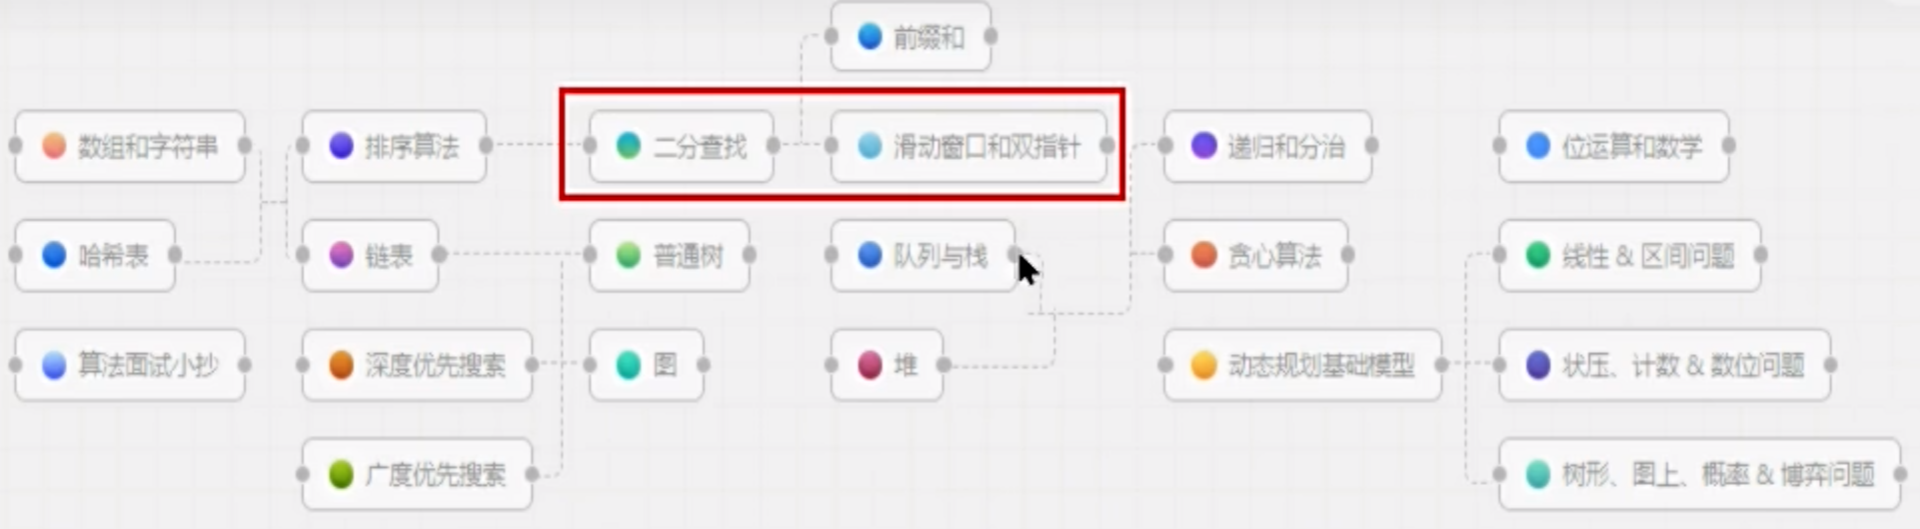 前缀和
数组和字符串
排序算法
二分查找
滑动窗口和双指针
递归和分治
位运算和数学
哈希表
链表
普通树
队列与栈
贪心算法
线性 & 区间问题
算法面试小抄
深度优先搜索
图
堆
动态规划基础模型
状压、计数 & 数位问题
广度优先搜索
树形、图上、概率 & 博弈问题